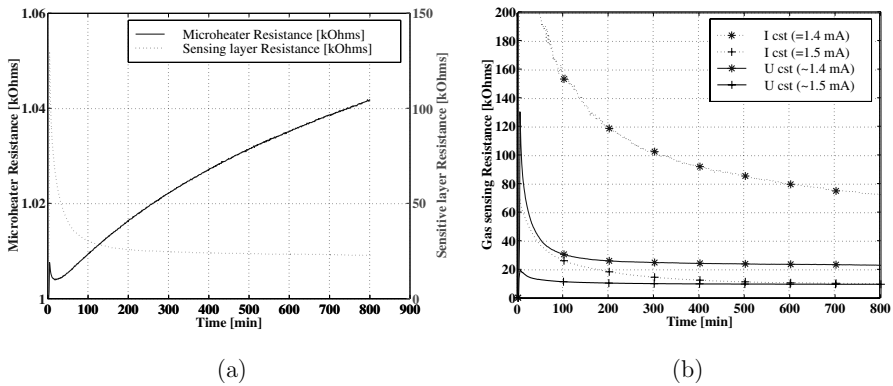 1.06
1.04
1.02
1
Microheater Resistance [kOhms]
Microheater Resistance [kOhms]
Sensing layer Resistance [kOhms]
150
100
50
0
Sensitive layer Resistance [kOhms]
0 100 200 300 400 500 600 700 800 900
Time [min]
(a)
200
180
160
140
120
100
80
60
40
20
0
Gas sensing Resistance [kOhms]
I cst (=1.4 mA)
I cst (=1.5 mA)
U cst (~1.4 mA)
U cst (~1.5 mA)
0 100 200 300 400 500 600 700 800
Time [min]
(b)